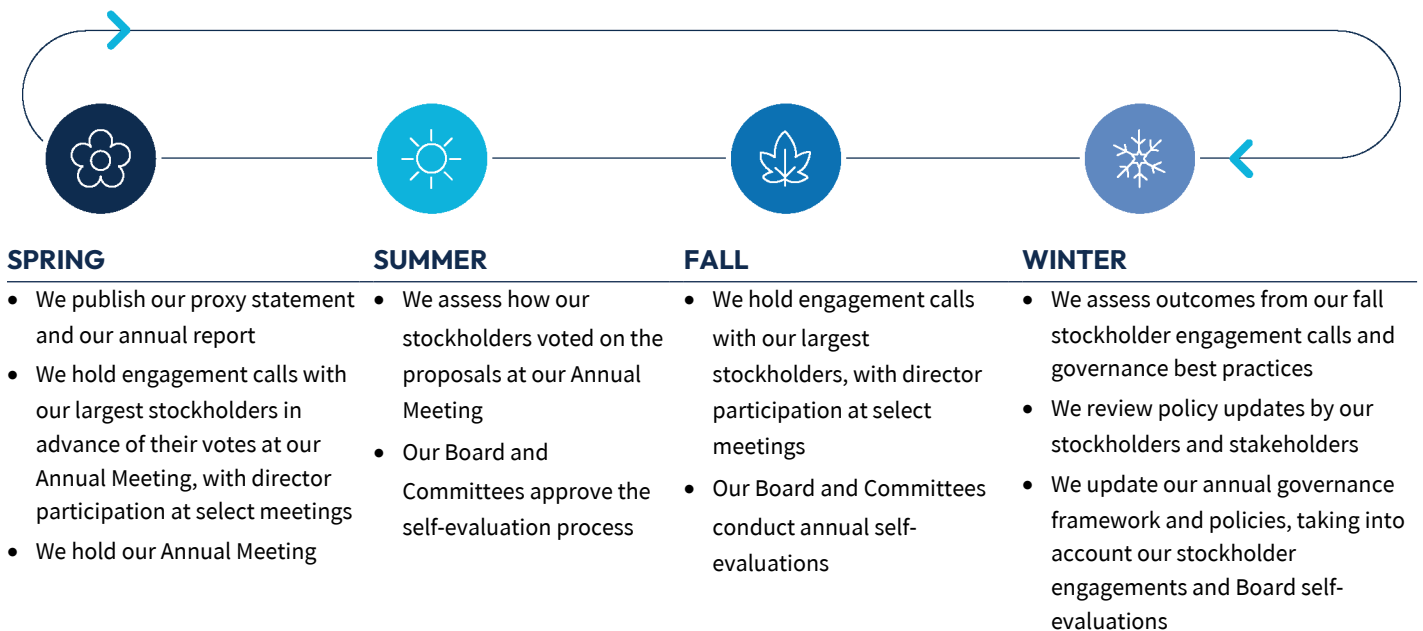 SPRING
• We publish our proxy statement
and our annual report
• We hold engagement calls with
our largest stockholders in
advance of their votes at our
Annual Meeting, with director
participation at select meetings
• We hold our Annual Meeting
SUMMER
• We assess how our
stockholders voted on the
proposals at our Annual
Meeting
• Our Board and
Committees approve the
self-evaluation process
FALL
• We hold engagement calls
with our largest
stockholders, with director
participation at select
meetings
• Our Board and Committees
conduct annual self-
evaluations
WINTER
• We assess outcomes from our fall
stockholder engagement calls and
governance best practices
• We review policy updates by our
stockholders and stakeholders
• We update our annual governance
framework and policies, taking into
account our stockholder
engagements and Board self-
evaluations